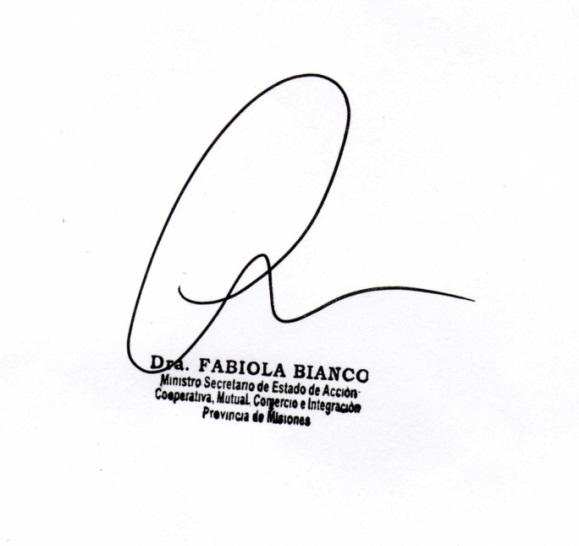 Dra. FABIOLA BIANCO
Ministro Secretario de Estado de Acción
Cooperativa, Mutual, Comercio e Integración
Provincia de Misiones